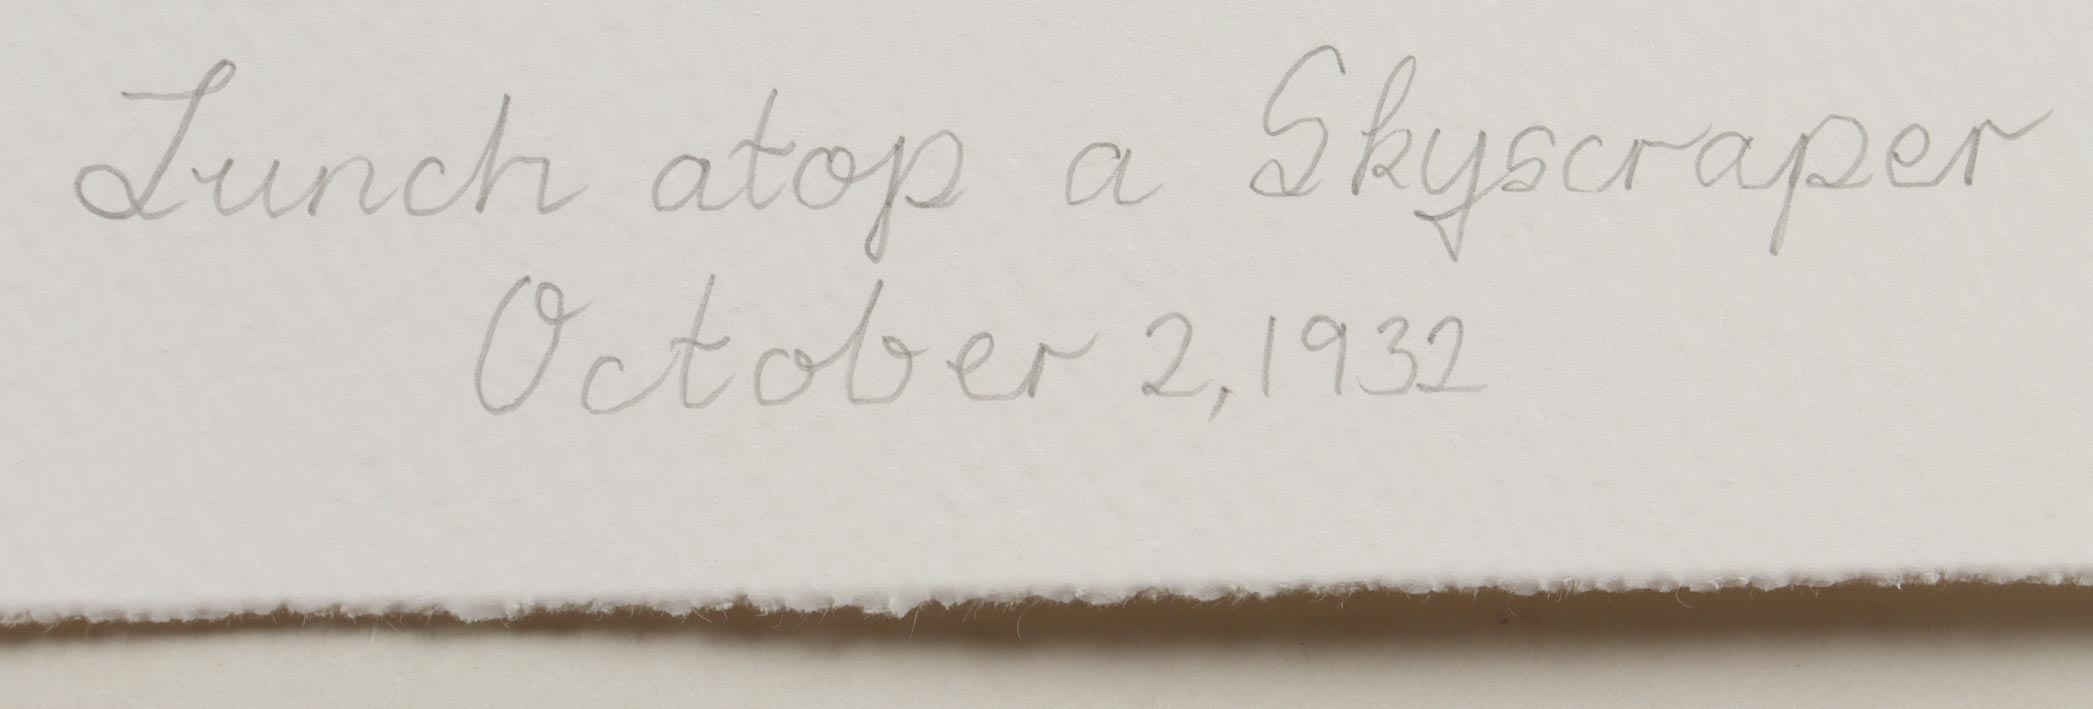 Lunch atop a Skyscraper
October 2, 1932